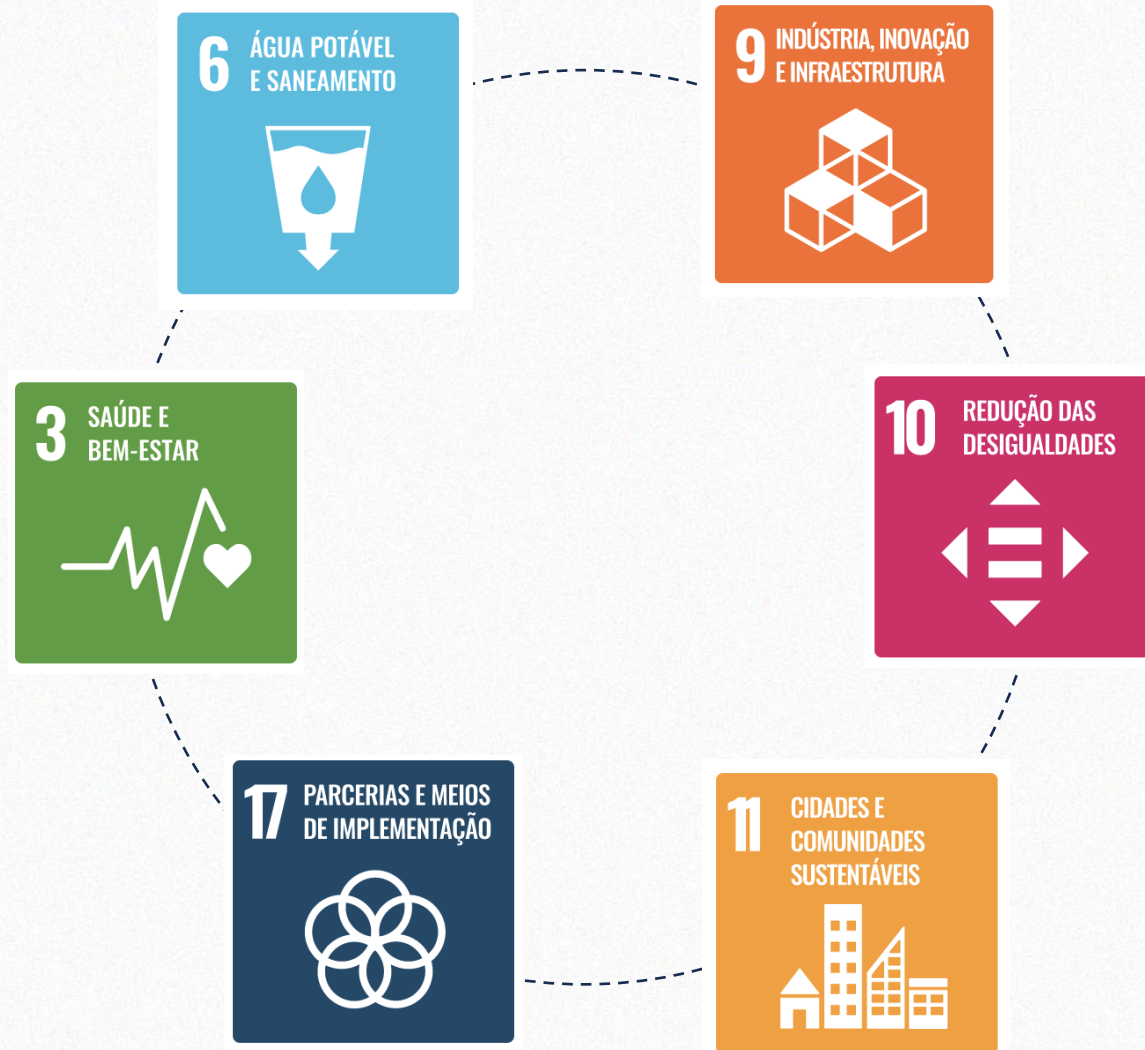 6 ÁGUA POTÁVEL
E SANEAMENTO
9 INDÚSTRIA, INOVAÇÃO
E INFRAESTRUTURA
3 SAÚDE E
BEM-ESTAR
10 REDUÇÃO DAS
DESIGUALDADES
17 PARCERIAS E MEIOS
DE IMPLEMENTAÇÃO
11 CIDADES E
COMUNIDADES
SUSTENTÁVEIS